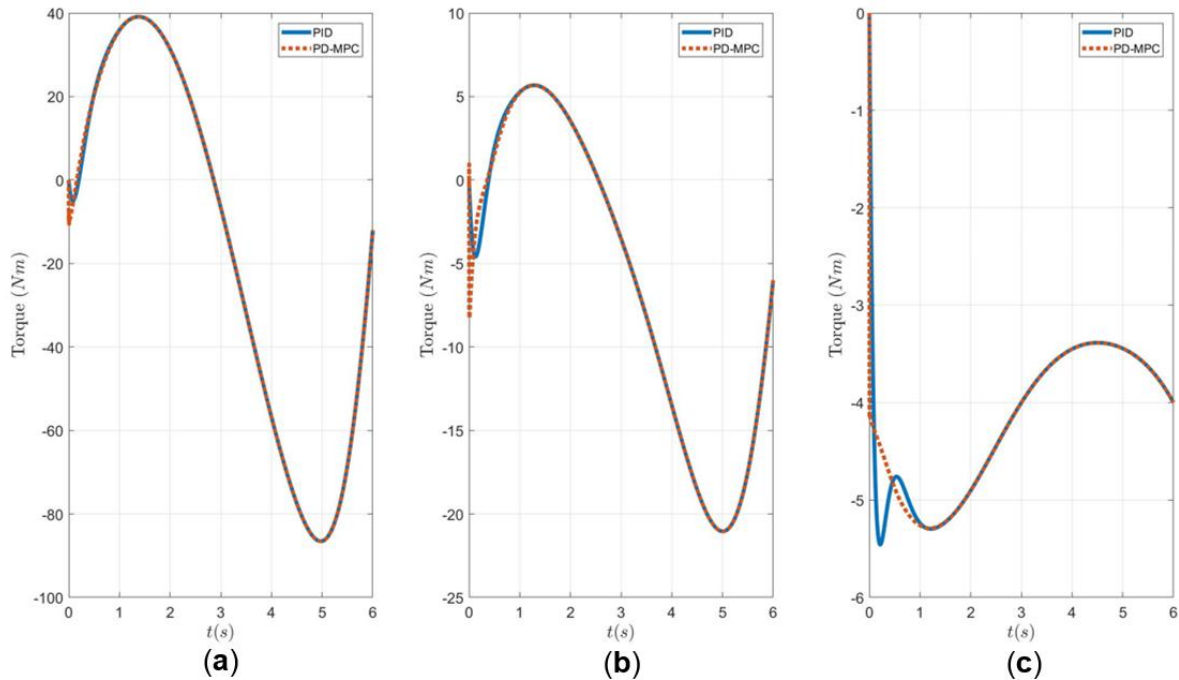 40
20
0
-20
-40
-60
-80
-100
Torque (Nm)
PID
PD-MPC
0 1 2 3 4 5 6
t(s)
(a)
10
5
0
-5
-10
-15
-20
-25
Torque (Nm)
PID
PD-MPC
0 1 2 3 4 5 6
t(s)
(b)
0
-1
-2
-3
-4
-5
-6
Torque (Nm)
PID
PD-MPC
0 1 2 3 4 5 6
t(s)
(c)